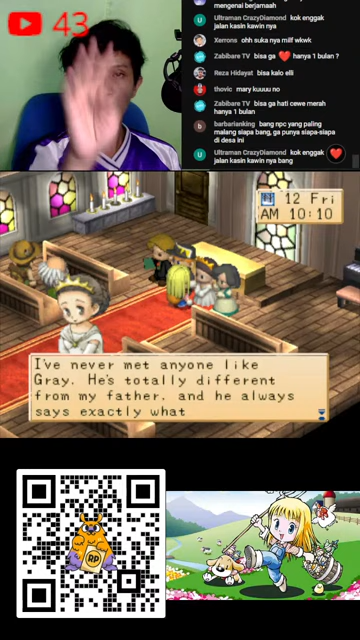 43
mengenai berjamaah
Ultraman CrazyDiamond kok enggak
jalan kasin kawin nya
Xerrons ohh suka nya milf wkwk
Zabibare TV bisa ga ❤️ hanya 1 bulan ?
Reza Hidayat bisa kalo elli
thovic mary kuuuu no
Zabibare TV bisa ga hati cewe merah
hanya 1 bulan
barbarianking bang npc yang paling
malang siapa bang, ga punya siapa-siapa
di desa ini
Ultraman CrazyDiamond kok enggak
jalan kasin kawin nya bang
12 Fri
AM 10:10
I've never met anyone like
Gray. He's totally different
from my father, and he always
says exactly what
RP